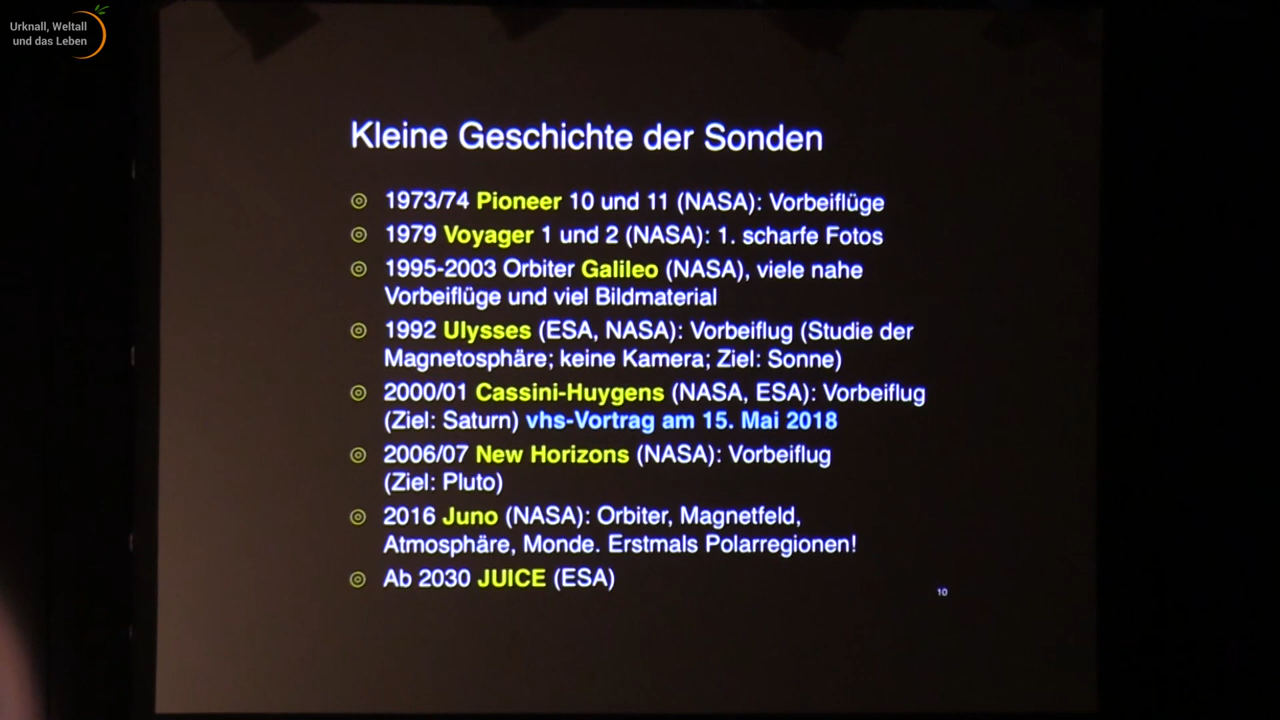 Urknall, Weltall
und das Leben
Kleine Geschichte der Sonden
1973/74 Pioneer 10 und 11 (NASA): Vorbeiflüge
1979 Voyager 1 und 2 (NASA): 1. scharfe Fotos
1995-2003 Orbiter Galileo (NASA), viele nahe
Vorbeiflüge und viel Bildmaterial
1992 Ulysses (ESA, NASA): Vorbeiflug (Studie der
Magnetosphäre; keine Kamera; Ziel: Sonne)
2000/01 Cassini-Huygens (NASA, ESA): Vorbeiflug
(Ziel: Saturn) vhs-Vortrag am 15. Mai 2018
2006/07 New Horizons (NASA): Vorbeiflug
(Ziel: Pluto)
2016 Juno (NASA): Orbiter, Magnetfeld,
Atmosphäre, Monde. Erstmals Polarregionen!
Ab 2030 JUICE (ESA)
10